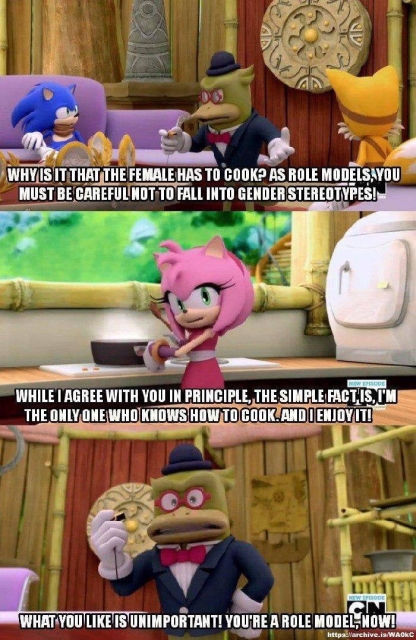 WHY IS IT THAT THE FEMALE HAS TO COOK? AS ROLE MODELS, YOU
MUST BE CAREFUL NOT TO FALL INTO GENDER STEREOTYPES!
NEW EPISODE
WHILE I AGREE WITH YOU IN PRINCIPLE, THE SIMPLE FACT IS, I'M
THE ONLY ONE WHO KNOWS HOW TO COOK. AND I ENJOY IT!
NEW EPISODE
CN
WHAT YOU LIKE IS UNIMPORTANT! YOU'RE A ROLE MODEL, NOW!
https://archive.is/WA0kC